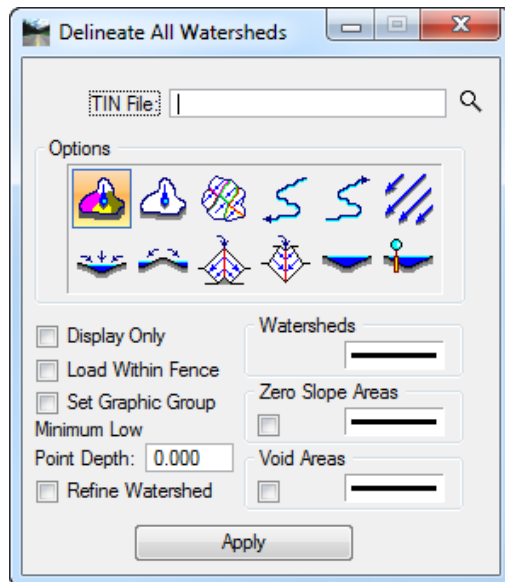 Delineate All Watersheds
TIN File:
Options
Display Only
Load Within Fence
Set Graphic Group
Minimum Low
Point Depth: 0.000
Refine Watershed
Watersheds
Zero Slope Areas
Void Areas
Apply